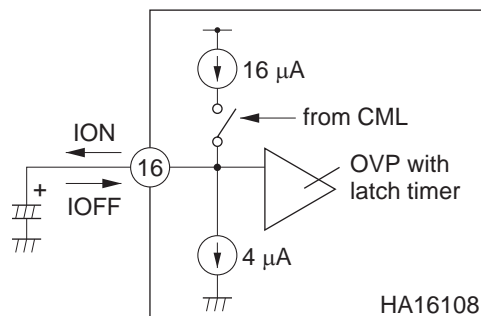 16 µA
from CML
ION
16
IOFF
+
OVP with
latch timer
4 µA
HA16108